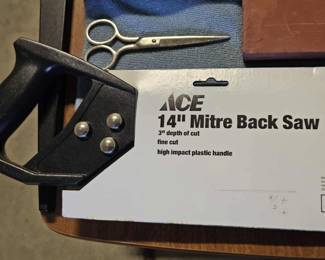 ACE
14" Mitre Back Saw
3" depth of cut
fine cut
high impact plastic handle